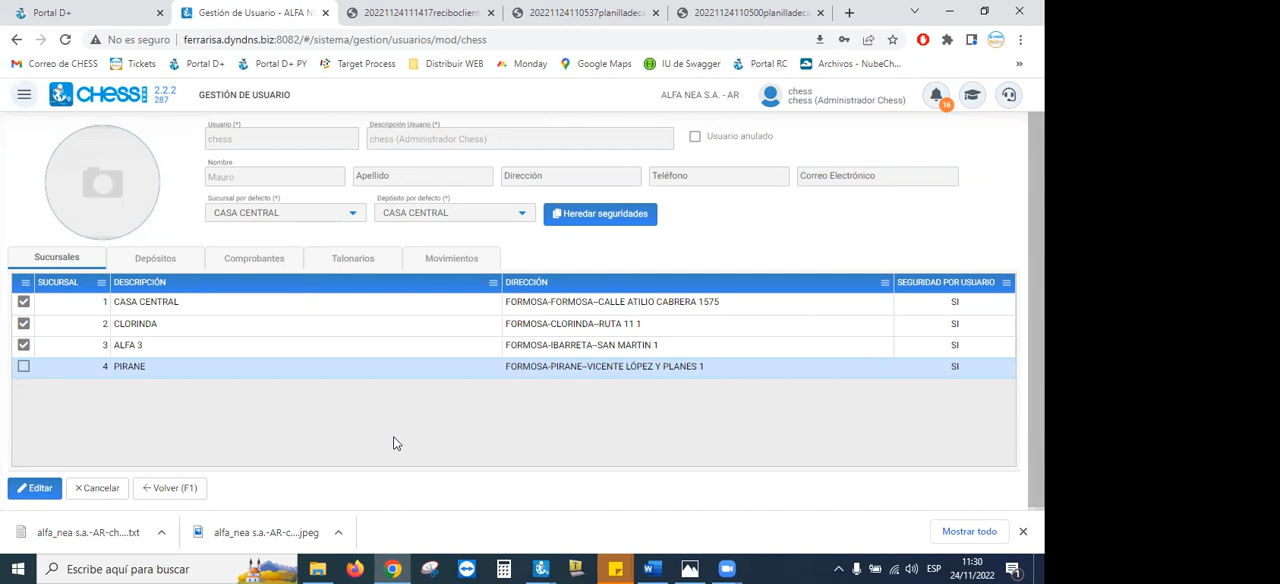 Portal D+
Gestión de Usuario - ALFA NE
20221124111417reciboclient
20221124110537planilladeca
20221124110500planilladeca
No es seguro
ferrarisa.dyndns.biz:8082/#/sistema/gestion/usuarios/mod/chess
Correo de CHESS
Tickets
Portal D+
Portal D+ PY
Target Process
Distribuir WEB
Monday
Google Maps
IU de Swagger
Portal RC
Archivos - NubeCh...
CHESS
2.2.2
287
GESTIÓN DE USUARIO
ALFA NEA S.A. - AR
chess
chess (Administrador Chess)
16
Usuario (*)
chess
Descripción Usuario (*)
chess (Administrador Chess)
Usuario anulado
Nombre
Mauro
Apellido
Dirección
Teléfono
Correo Electrónico
Sucursal por defecto (*)
CASA CENTRAL
Depósito por defecto (*)
CASA CENTRAL
Heredar seguridades
Sucursales
Depósitos
Comprobantes
Talonarios
Movimientos
SUCURSAL DESCRIPCIÓN DIRECCIÓN SEGURIDAD POR USUARIO
1 CASA CENTRAL FORMOSA-FORMOSA--CALLE ATILIO CABRERA 1575 SI
2 CLORINDA FORMOSA-CLORINDA--RUTA 11 1 SI
3 ALFA 3 FORMOSA-IBARRETA--SAN MARTIN 1 SI
4 PIRANE FORMOSA-PIRANE--VICENTE LÓPEZ Y PLANES 1 SI
Editar
Cancelar
Volver (F1)
alfa_nea s.a.-AR-ch....txt
alfa_nea s.a.-AR-c....jpeg
Mostrar todo
Escribe aquí para buscar
ESP
11:30
24/11/2022
1